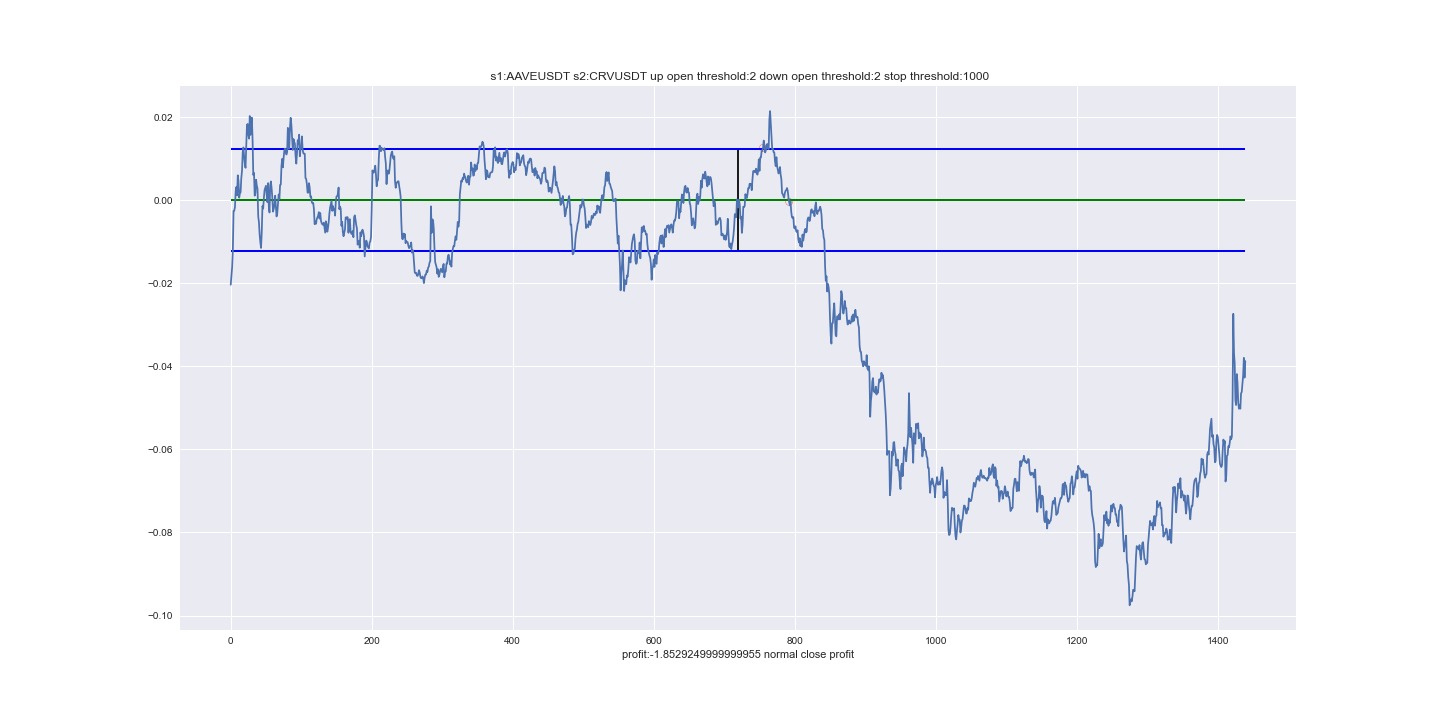 s1:AAVEUSDT s2:CRVUSDT up open threshold:2 down open threshold:2 stop threshold:1000
0.02
0.00
−0.02
−0.04
−0.06
−0.08
−0.10
0 200 400 600 800 1000 1200 1400
profit:-1.8529249999999955 normal close profit